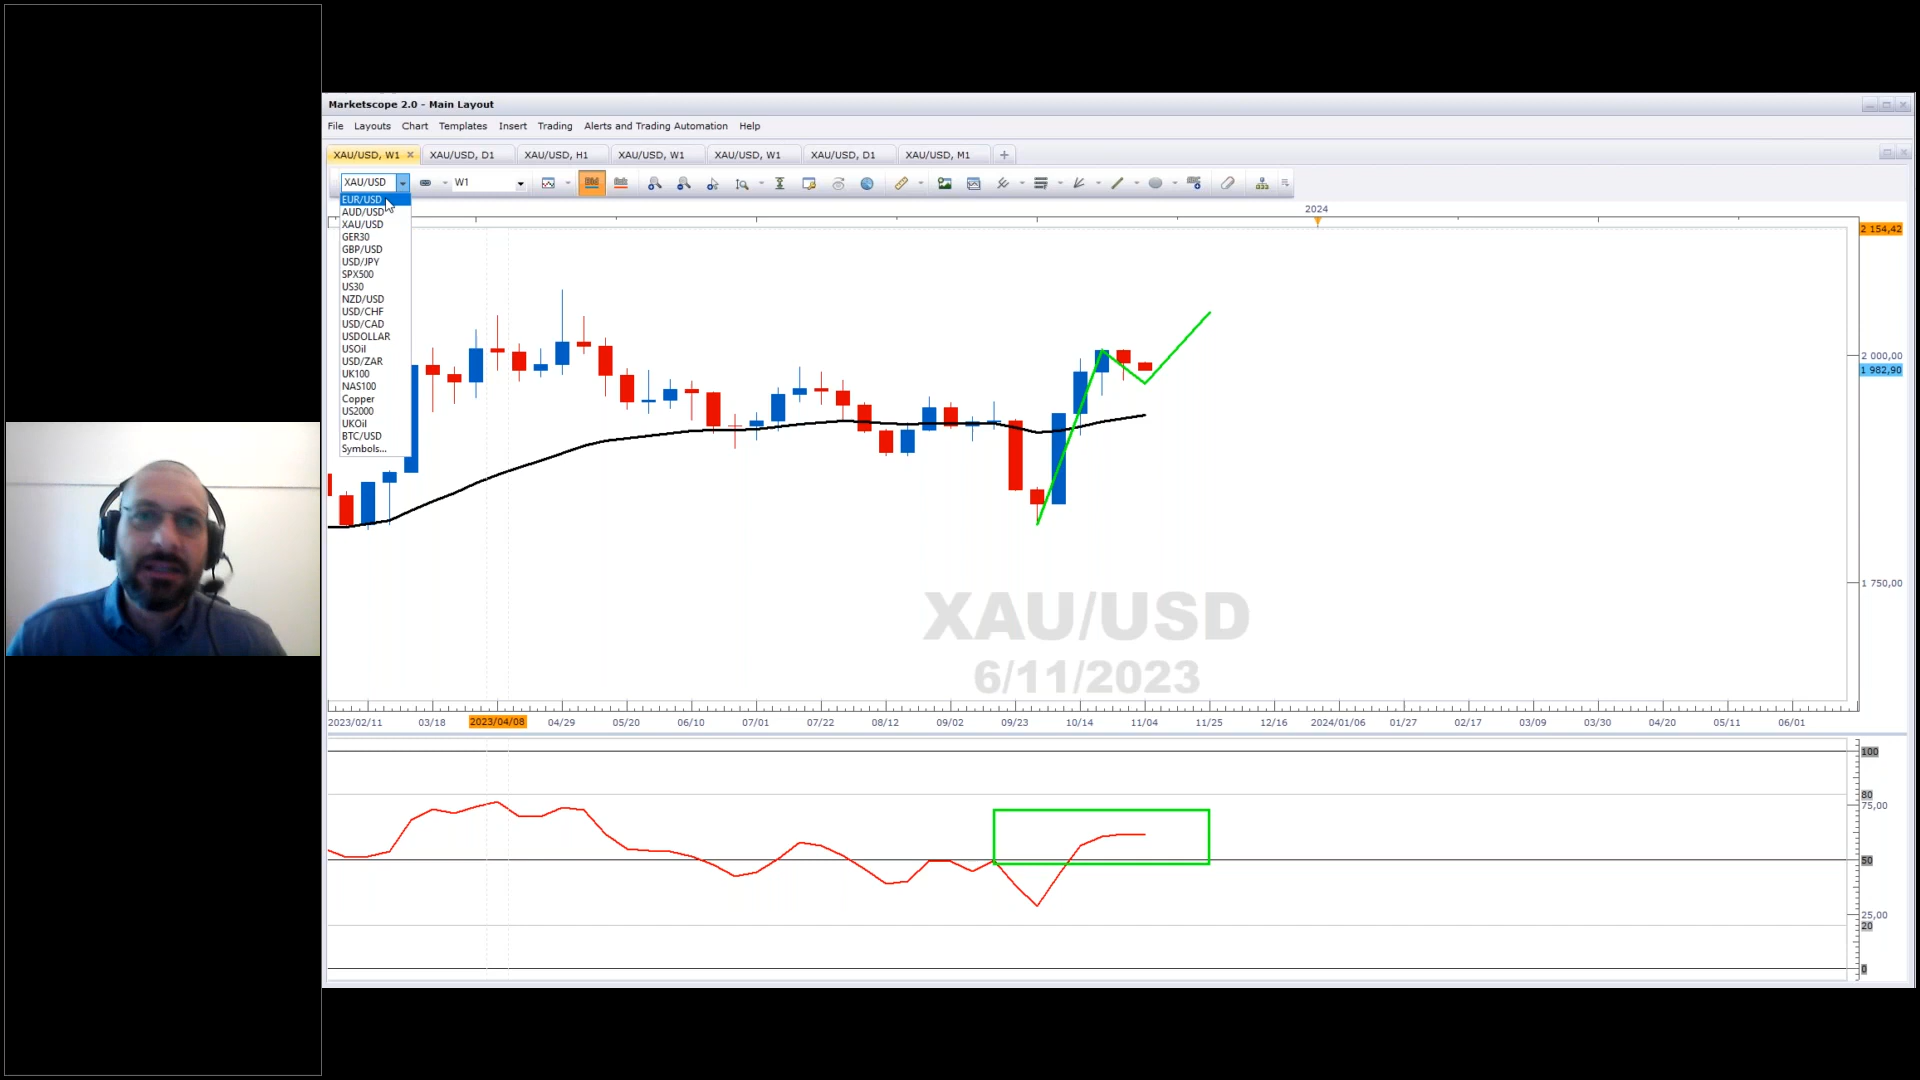 Marketscope 2.0 - Main Layout
File Layouts Chart Templates Insert Trading Alerts and Trading Automation Help
XAU/USD, W1 XAU/USD, D1 XAU/USD, H1 XAU/USD, W1 XAU/USD, W1 XAU/USD, D1 XAU/USD, M1
XAU/USD W1
EUR/USD
AUD/USD
XAU/USD
GER30
GBP/USD
USD/JPY
SPX500
US30
NZD/USD
USD/CHF
USD/CAD
USDOLLAR
USOil
USD/ZAR
UK100
NAS100
Copper
US2000
UKOil
BTC/USD
Symbols...
2024
2 154,42
2 000,00
1 982,90
1 750,00
XAU/USD
6/11/2023
2023/02/11 03/18 2023/04/08 04/29 05/20 06/10 07/01 07/22 08/12 09/02 09/23 10/14 11/04 11/25 12/16 2024/01/06 01/27 02/17 03/09 03/30 04/20 05/11 06/01
100
80
75,00
50
25,00
20
0